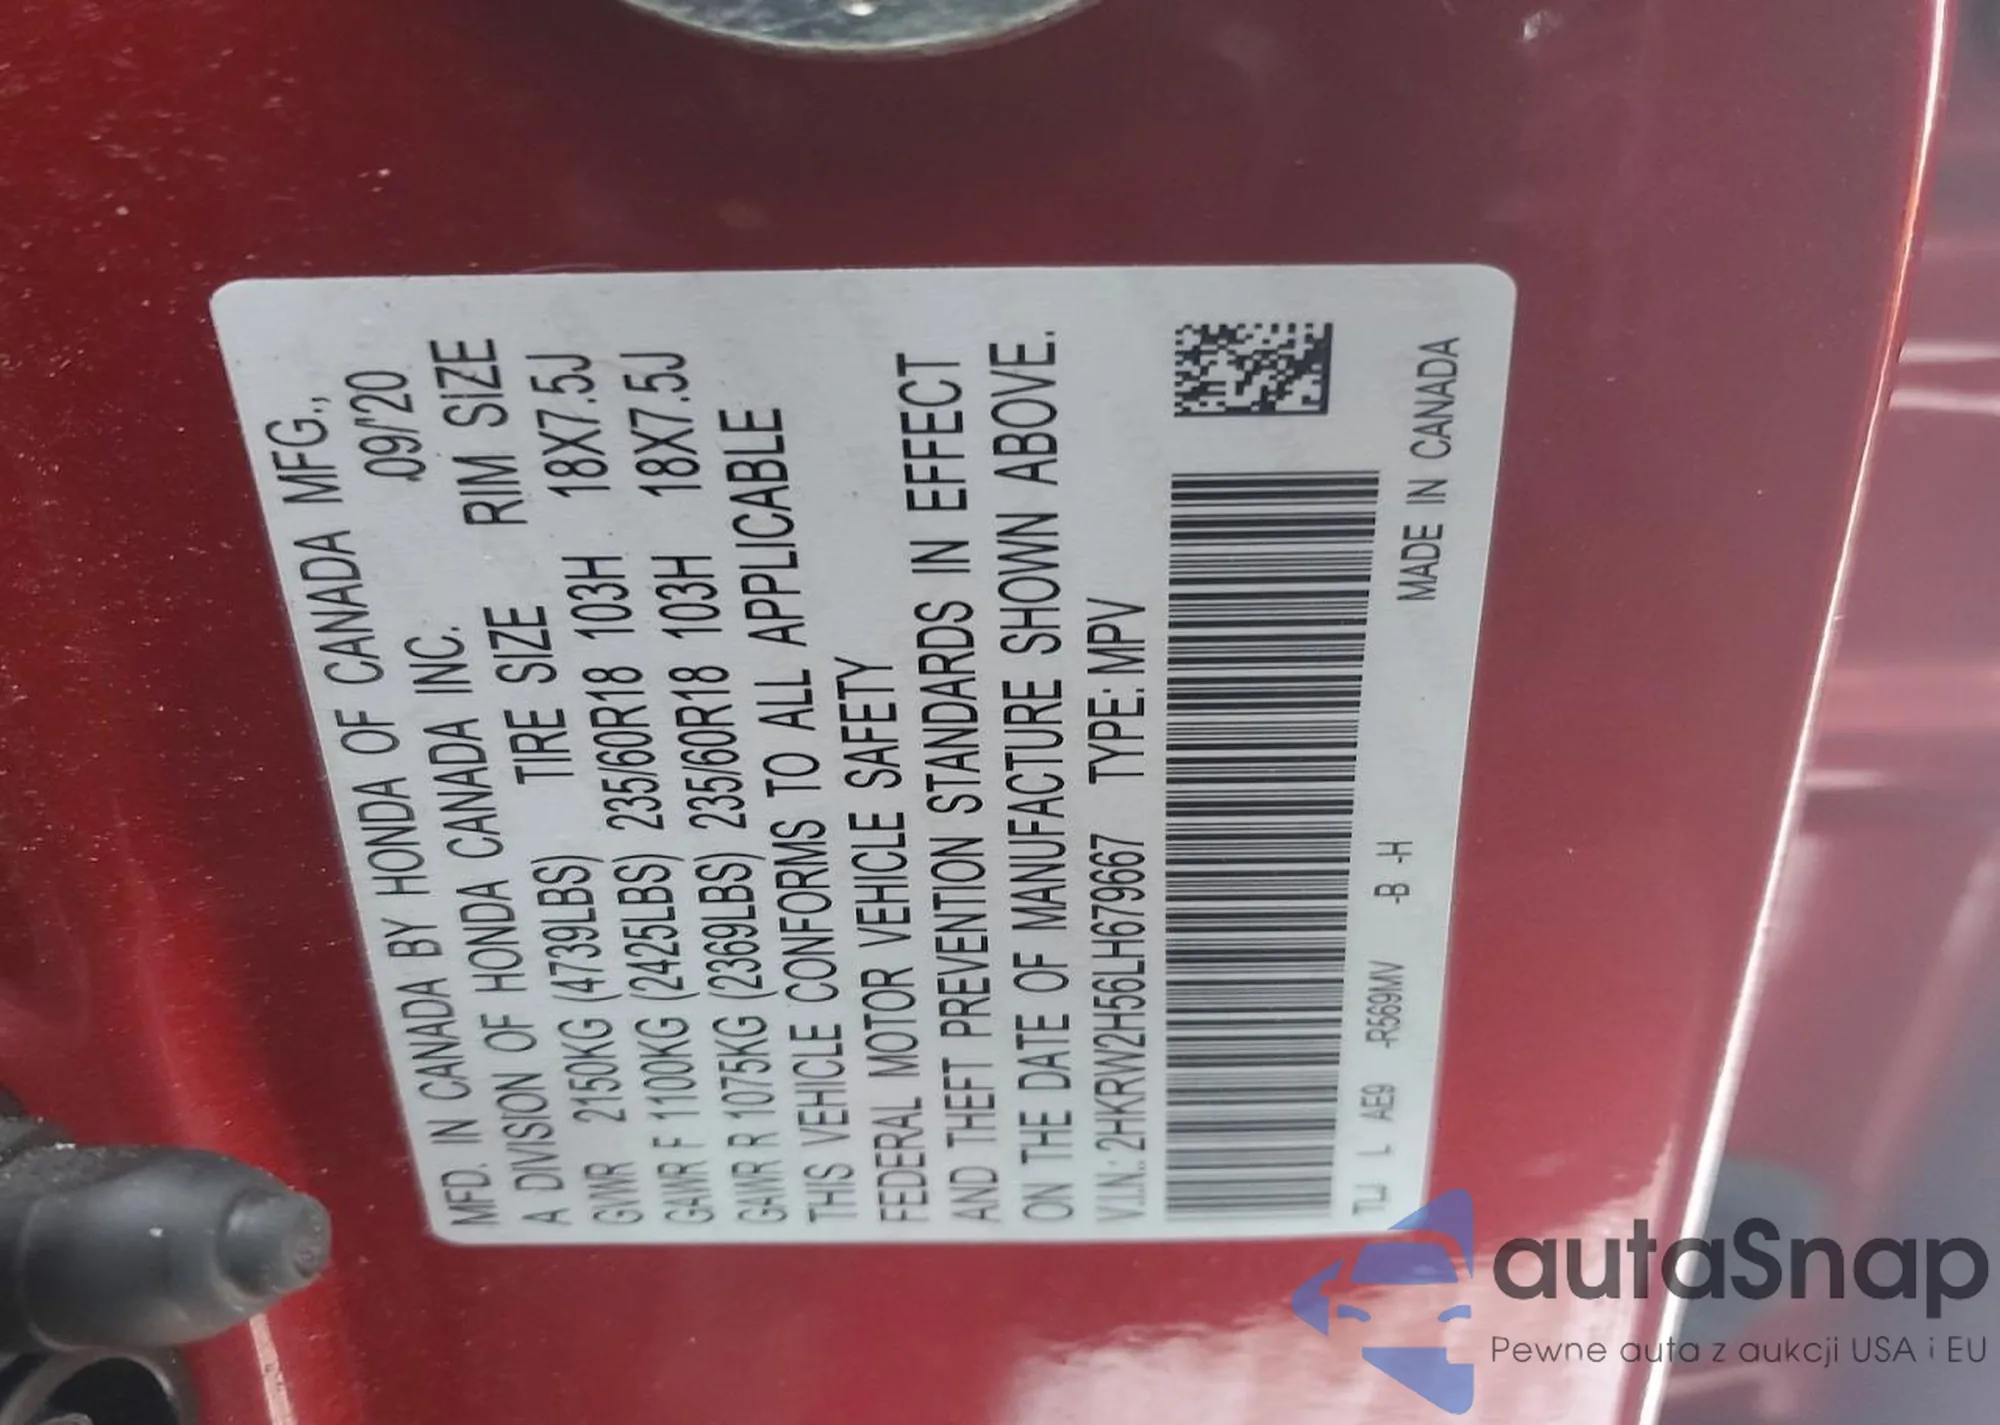 MFD. IN CANADA BY HONDA OF CANADA MFG.,
A DIVISION OF HONDA CANADA INC. 09/'20
TIRE SIZE RIM SIZE
GVWR 2150KG (4739LBS)
GAWR F 1100KG (2425LBS) 235/60R18 103H 18X7.5J
GAWR R 1075KG (2369LBS) 235/60R18 103H 18X7.5J
THIS VEHICLE CONFORMS TO ALL APPLICABLE
FEDERAL MOTOR VEHICLE SAFETY
AND THEFT PREVENTION STANDARDS IN EFFECT
ON THE DATE OF MANUFACTURE SHOWN ABOVE.
V.I.N.: 2HKRW2H56LH679667 TYPE: MPV
TLJ L AE9 -R569MV -B -H
MADE IN CANADA
autaSnap
Pewne auta z aukcji USA i EU